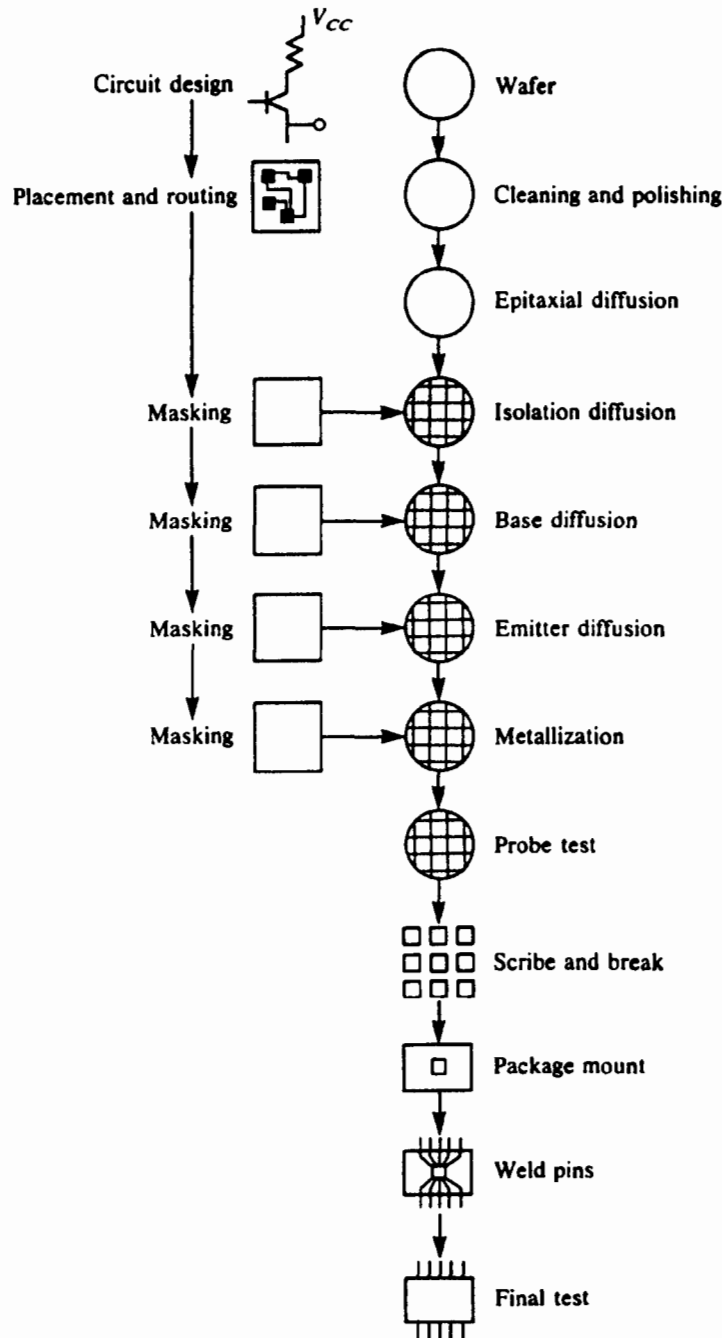 V_CC
Circuit design
Wafer
Placement and routing
Cleaning and polishing
Epitaxial diffusion
Masking
Isolation diffusion
Masking
Base diffusion
Masking
Emitter diffusion
Masking
Metallization
Probe test
Scribe and break
Package mount
Weld pins
Final test